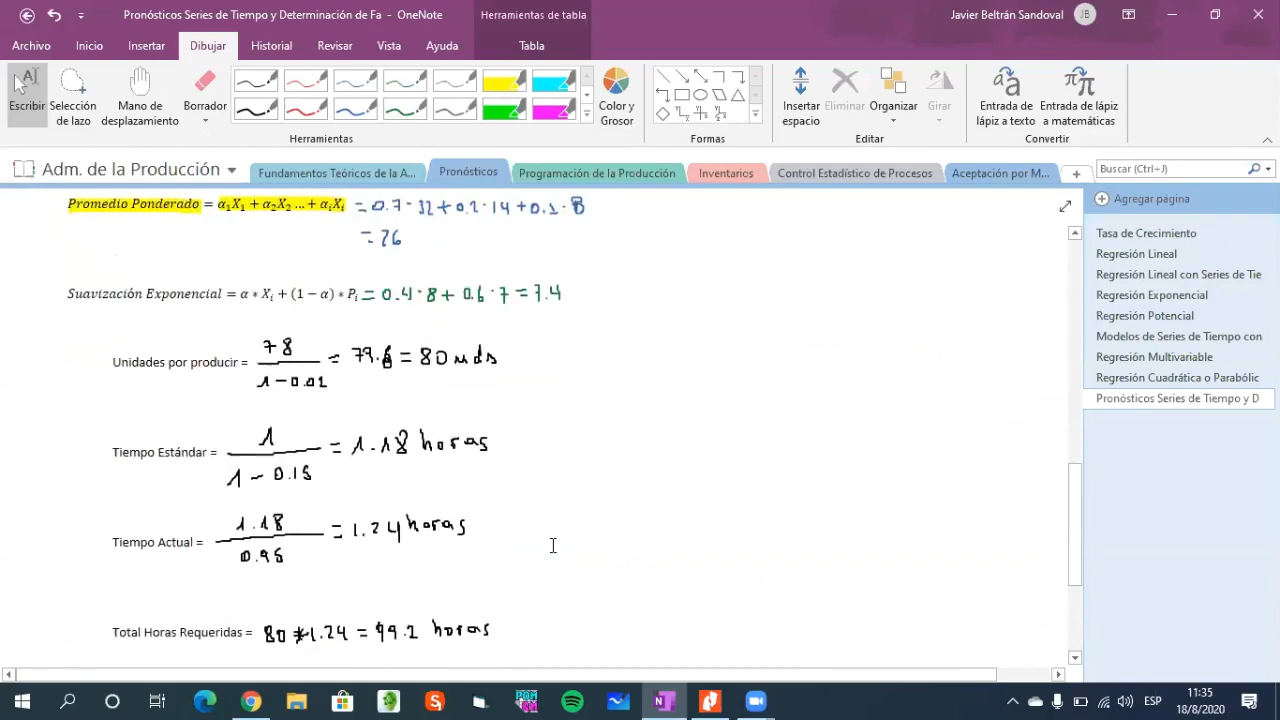 Pronósticos Series de Tiempo y Determinación de Fa - OneNote
Herramientas de tabla
Javier Beltrán Sandoval
JB
Archivo Inicio Insertar Dibujar Historial Revisar Vista Ayuda Tabla
Escribir
Selección de lazo
Mano de desplazamiento
Borrador
Color y Grosor
Insertar espacio
Eliminar
Organizar
Girar
Entrada de lápiz a texto
Entrada de lápiz a matemáticas
Herramientas Formas Editar Convertir
Adm. de la Producción
Fundamentos Teóricos de la A...
Pronósticos
Programación de la Producción
Inventarios
Control Estadístico de Procesos
Aceptación por M...
Buscar (Ctrl+J)
Promedio Ponderado = α₁X₁ + α₂X₂ ... + αᵢXᵢ = 0.7 · 32 + 0.2 · 14 + 0.1 · 8
= 26
Suavización Exponencial = α * Xᵢ + (1 − α) * Pᵢ = 0.4 · 8 + 0.6 · 7 = 7.4
78
Unidades por producir = = 79.6 = 80 uds
1 − 0.02
1
Tiempo Estándar = = 1.18 horas
1 − 0.15
1.18
Tiempo Actual = = 1.24 horas
0.95
Total Horas Requeridas = 80 * 1.24 = 99.2 horas
Agregar página
Tasa de Crecimiento
Regresión Lineal
Regresión Lineal con Series de Tie
Regresión Exponencial
Regresión Potencial
Modelos de Series de Tiempo con
Regresión Multivariable
Regresión Cuadrática o Parabólic
Pronósticos Series de Tiempo y D
ESP
11:35
18/8/2020